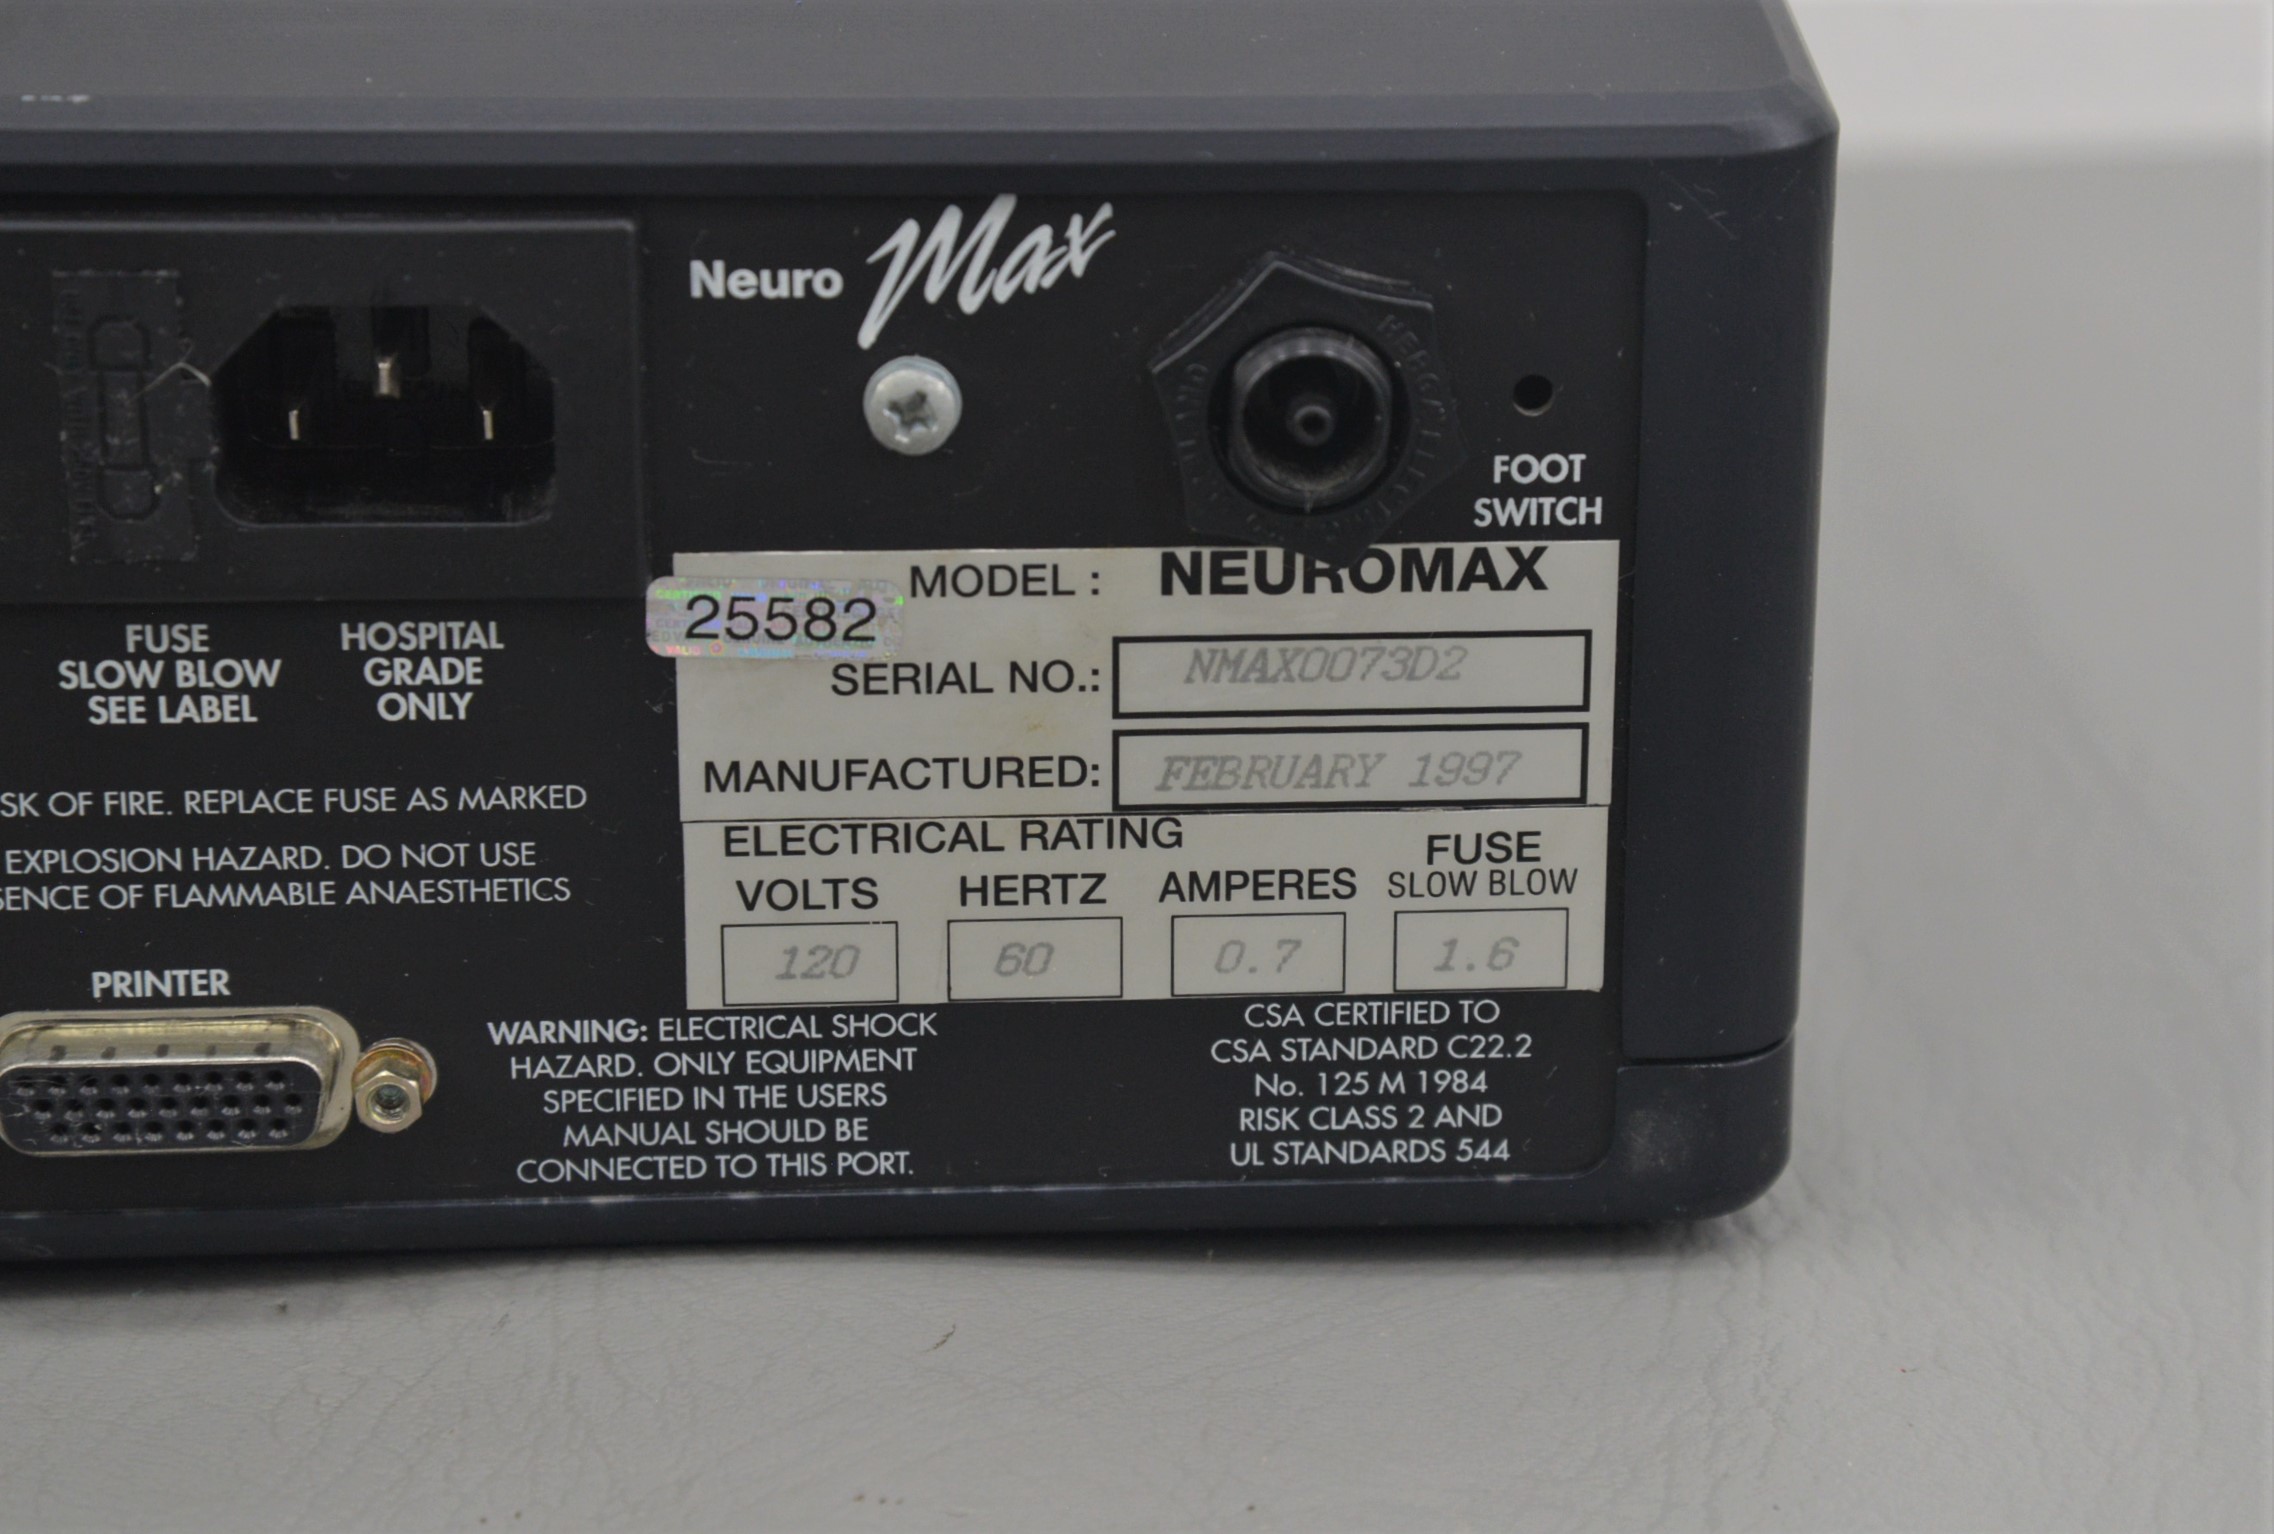 Neuro Max
FOOT
SWITCH
FUSE
SLOW BLOW
SEE LABEL
HOSPITAL
GRADE
ONLY
25582
MODEL : NEUROMAX
SERIAL NO.: NMAX0073D2
MANUFACTURED: FEBRUARY 1997
ELECTRICAL RATING
VOLTS HERTZ AMPERES FUSE
SLOW BLOW
120 60 0.7 1.6
OF FIRE. REPLACE FUSE AS MARKED
EXPLOSION HAZARD. DO NOT USE
OF FLAMMABLE ANAESTHETICS
PRINTER
WARNING: ELECTRICAL SHOCK
HAZARD. ONLY EQUIPMENT
SPECIFIED IN THE USERS
MANUAL SHOULD BE
CONNECTED TO THIS PORT.
CSA CERTIFIED TO
CSA STANDARD C22.2
No. 125 M 1984
RISK CLASS 2 AND
UL STANDARDS 544